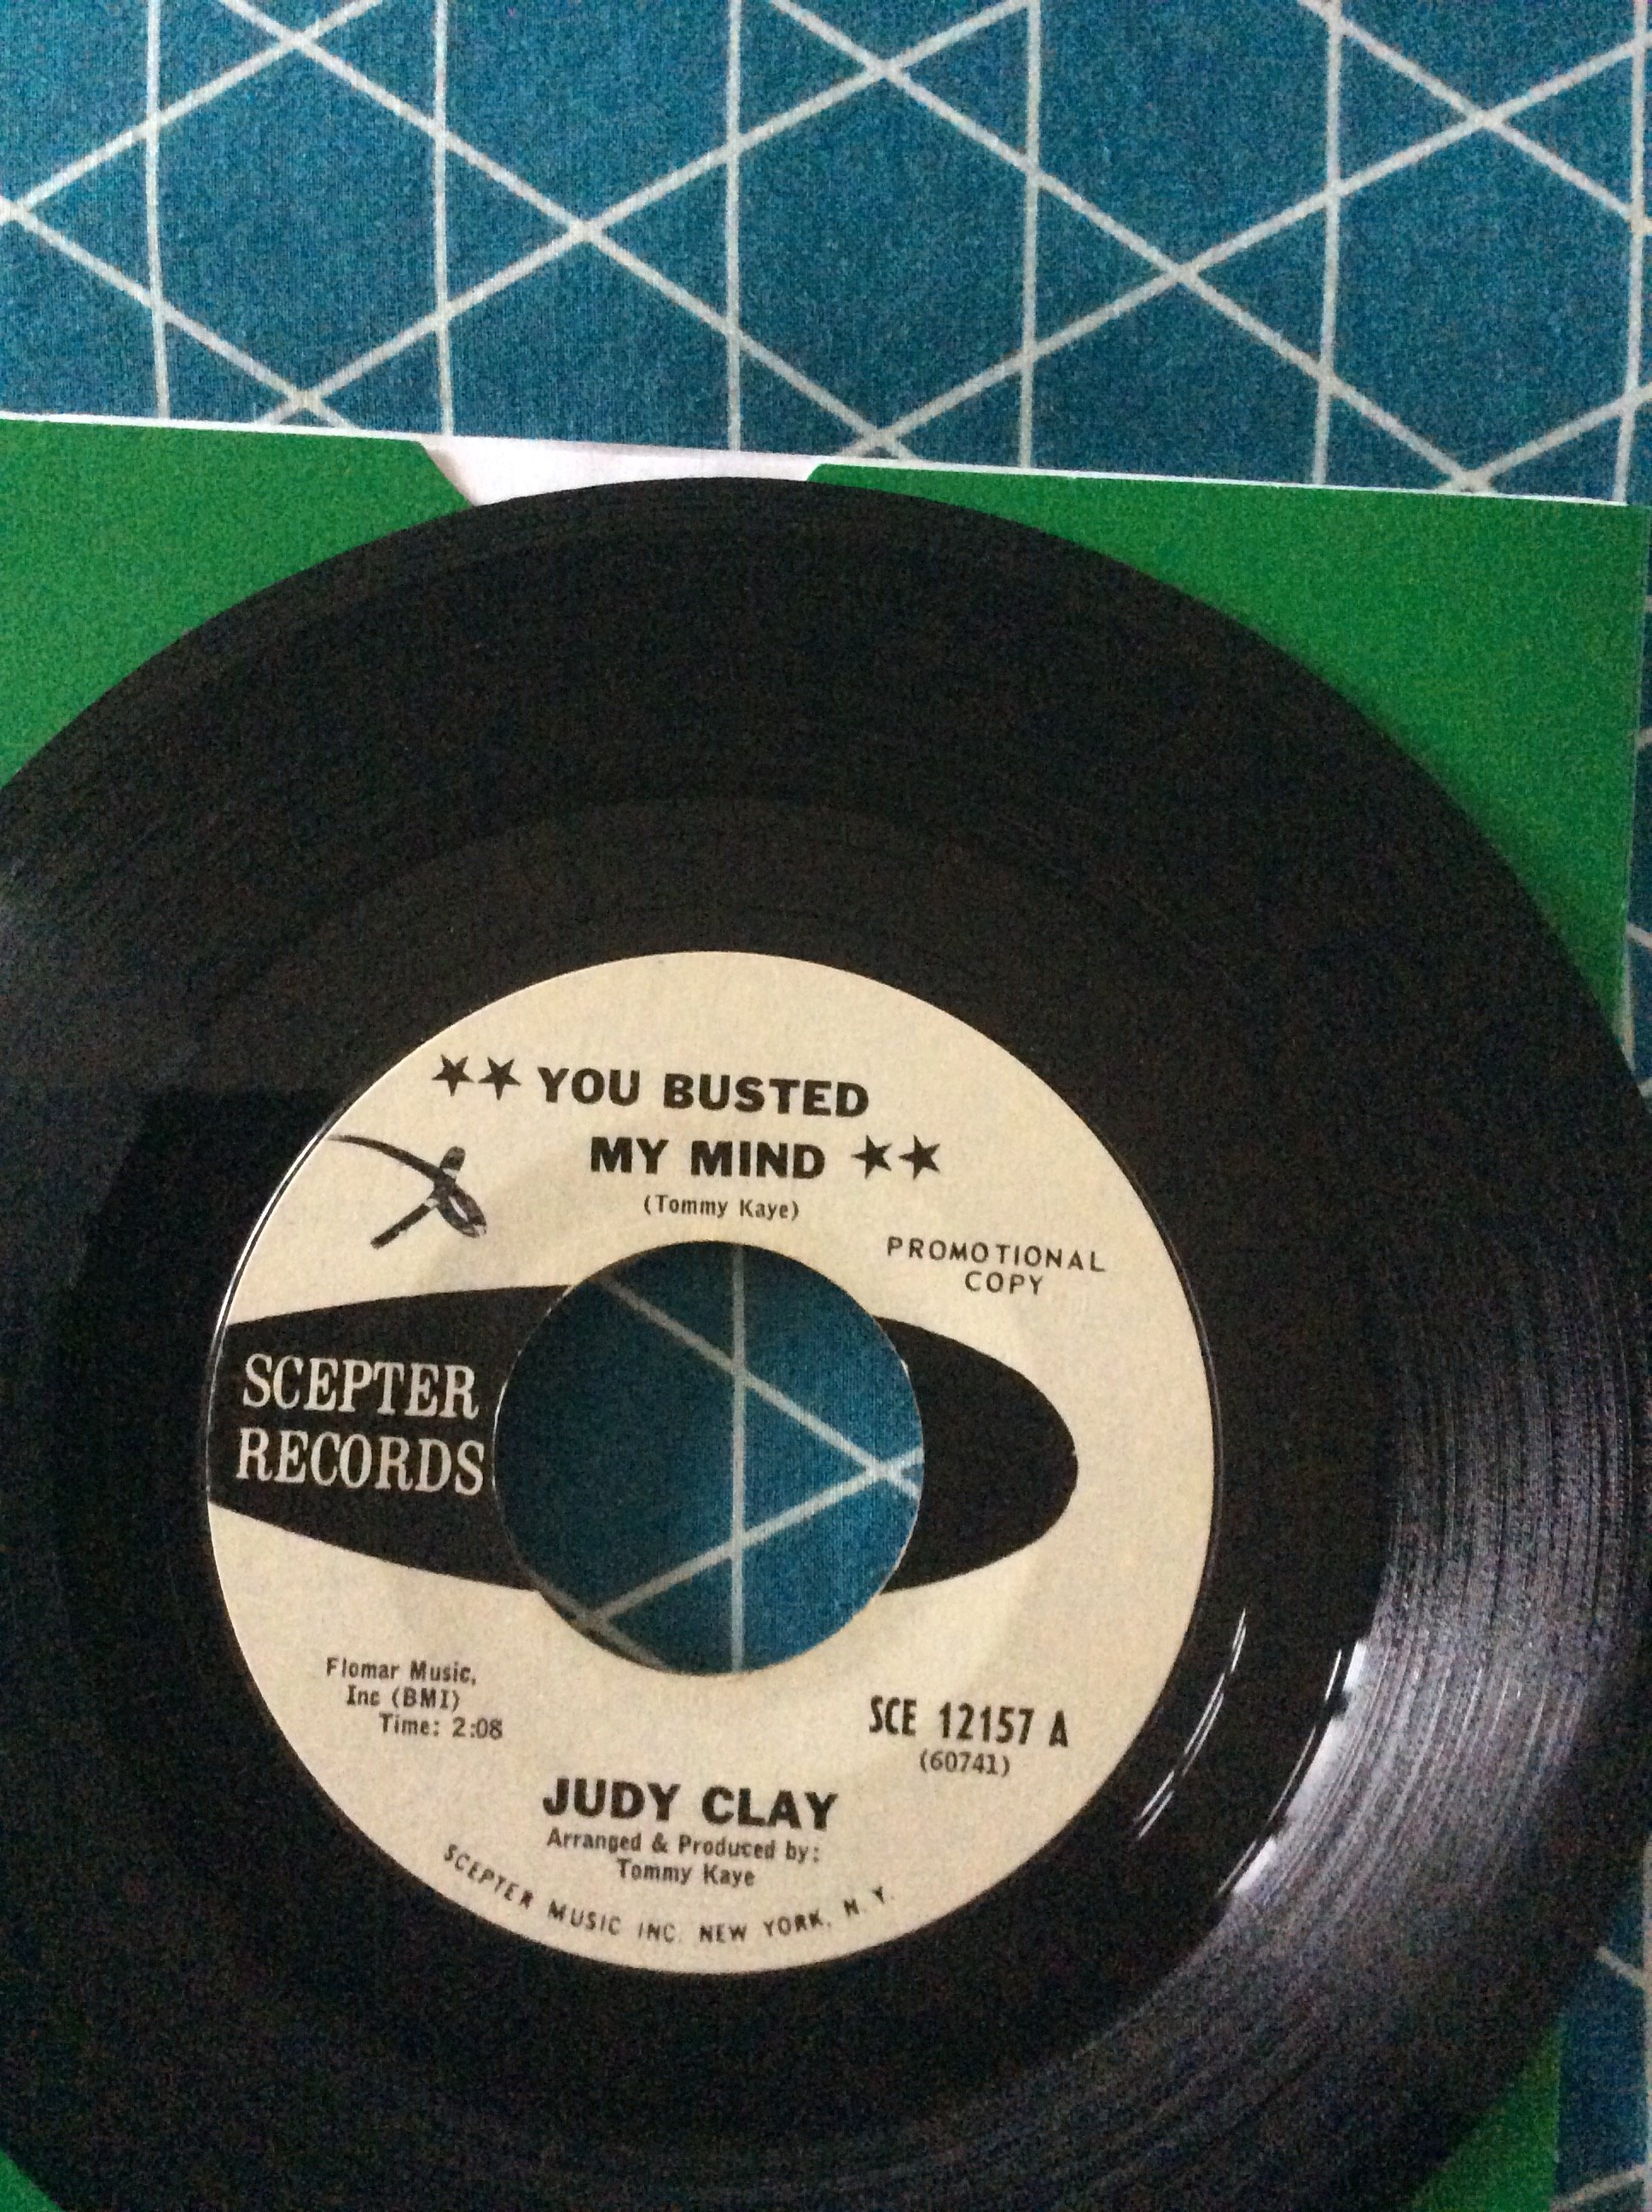 ★★ YOU BUSTED
MY MIND ★★
(Tommy Kaye)
PROMOTIONAL
COPY
SCEPTER
RECORDS
Flomar Music,
Inc (BMI)
Time: 2:08
SCE 12157 A
(60741)
JUDY CLAY
Arranged & Produced by:
Tommy Kaye
SCEPTER MUSIC INC. NEW YORK, N. Y.